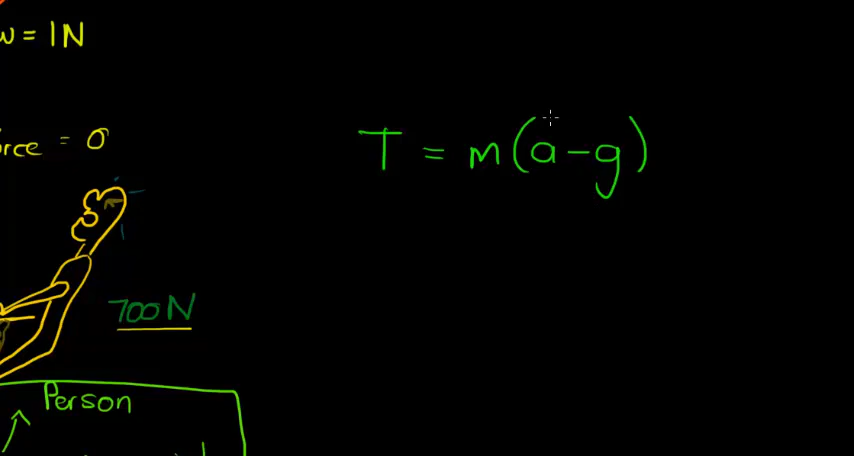 w = 1N
T = m(a-g)
rce = 0
700 N
Person